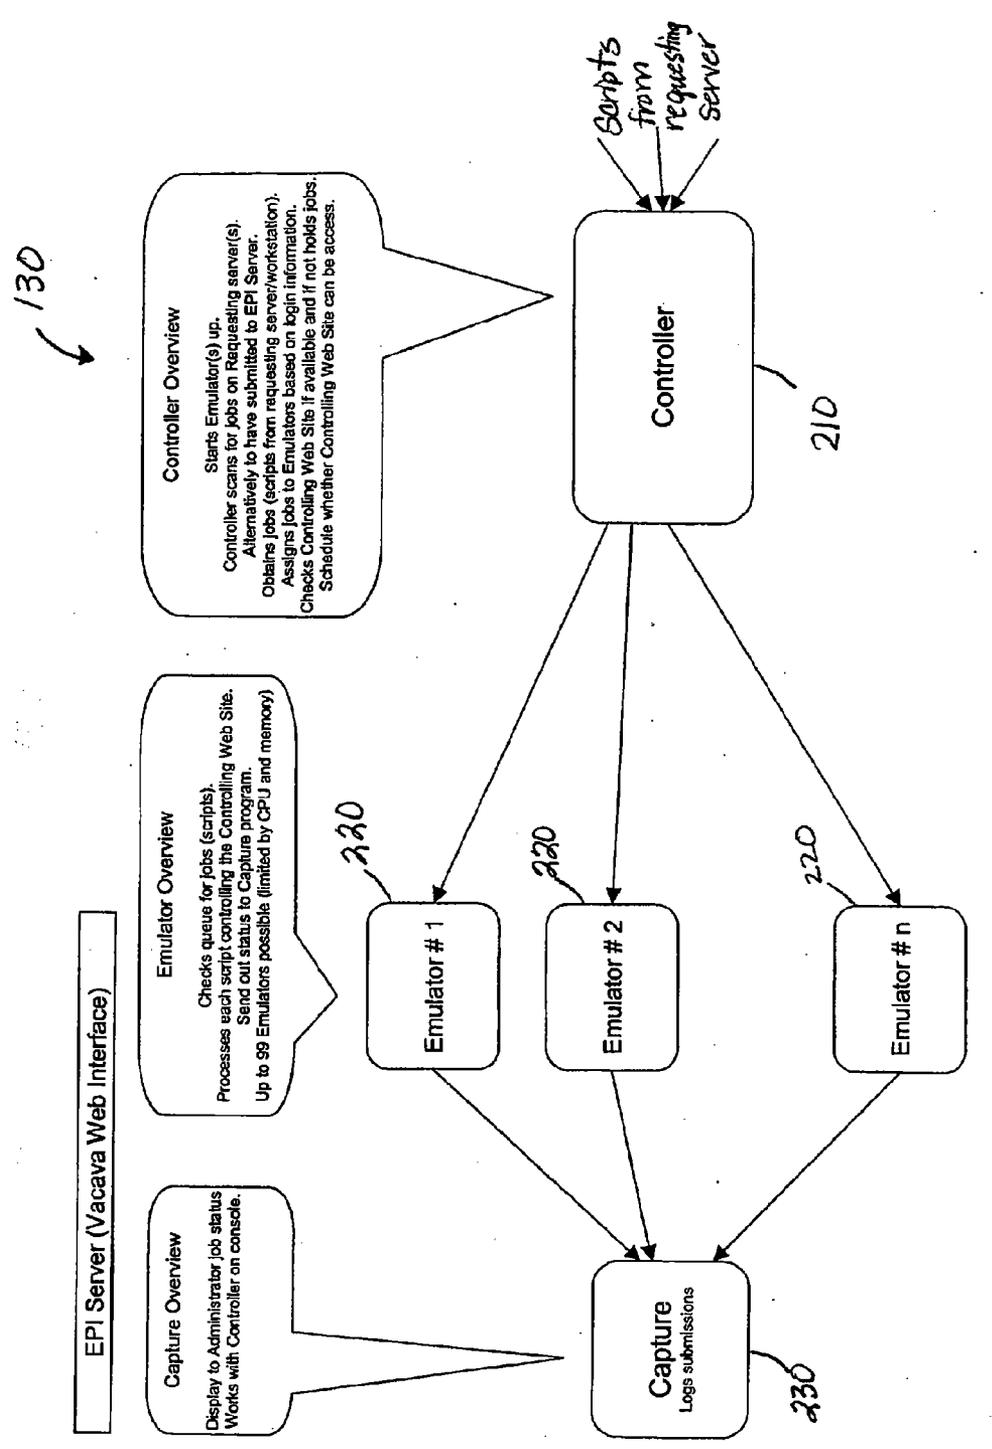 EPI Server (Vacava Web Interface)
130
Capture Overview
Display to Administrator job status
Works with Controller on console.
Emulator Overview
Checks queue for jobs (scripts).
Processes each script controlling the Controlling Web Site.
Send out status to Capture program.
Up to 99 Emulators possible (limited by CPU and memory)
Controller Overview
Starts Emulator(s) up.
Controller scans for jobs on Requesting server(s).
Alternatively to have submitted to EPI Server.
Obtains jobs (scripts from requesting server/workstation).
Assigns jobs to Emulators based on login information.
Checks Controlling Web Site if available and if not holds jobs.
Schedule whether Controlling Web Site can be access.
Capture
Logs submissions
230
Emulator # 1
220
Emulator # 2
220
Emulator # n
220
Controller
210
Scripts
from
requesting
server